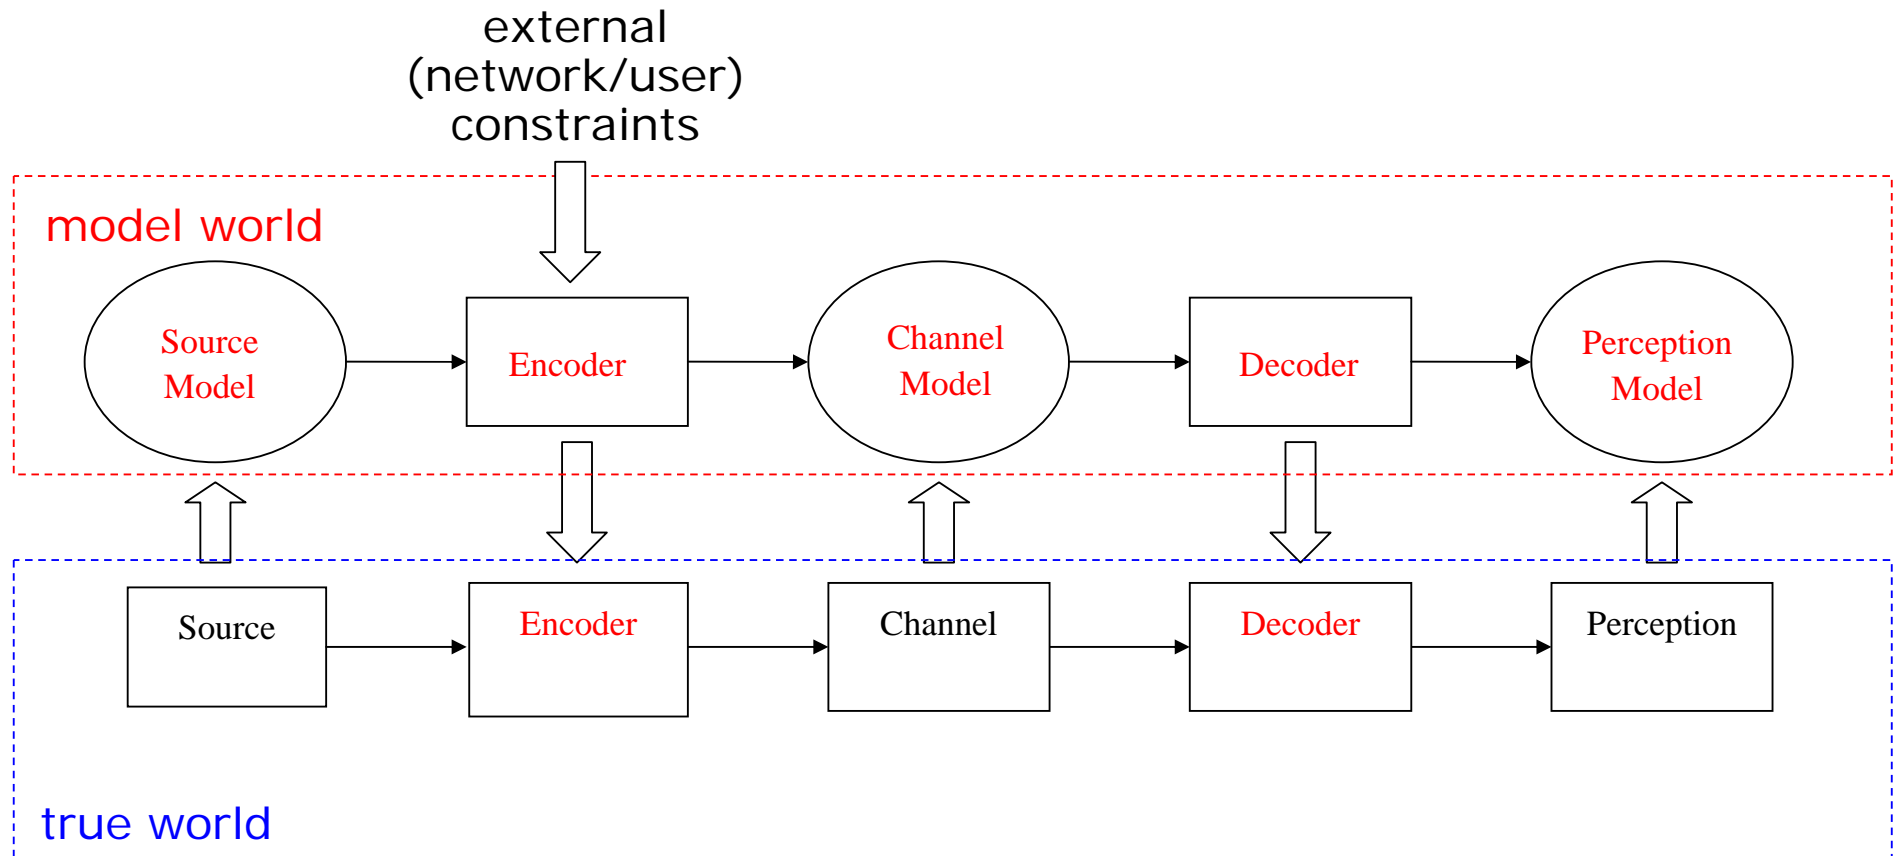 external
(network/user)
constraints
model world
Source
Model
Encoder
Channel
Model
Decoder
Perception
Model
Source
Encoder
Channel
Decoder
Perception
true world